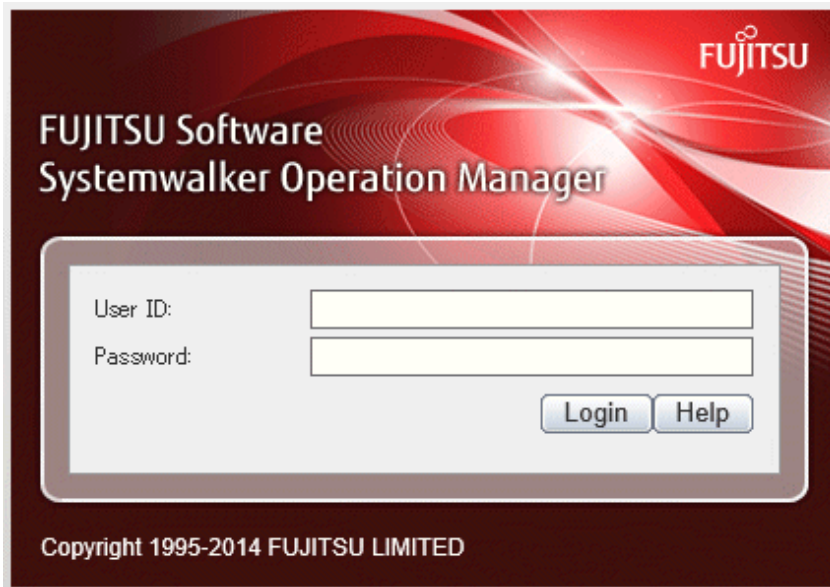 FUJITSU
FUJITSU Software
Systemwalker Operation Manager
User ID:
Password:
Login Help
Copyright 1995-2014 FUJITSU LIMITED